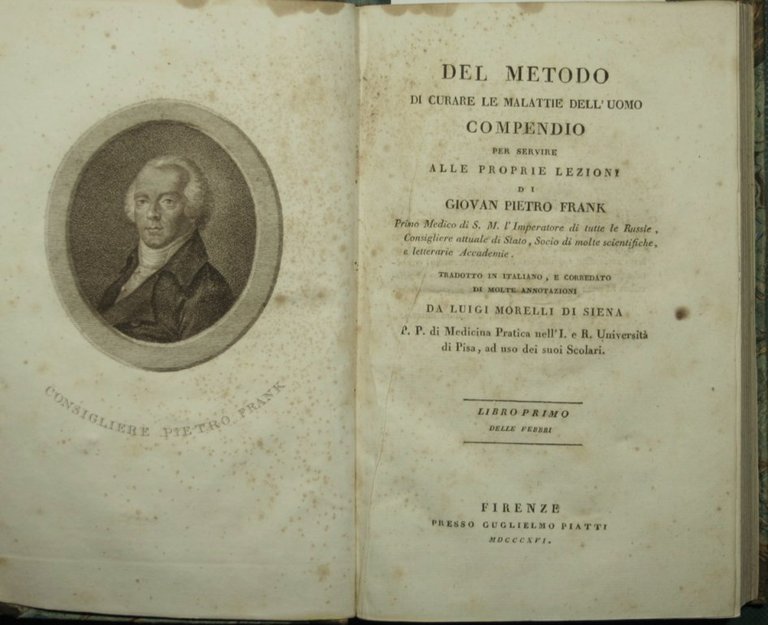 CONSIGLIERE PIETRO FRANK
DEL METODO
DI CURARE LE MALATTIE DELL'UOMO
COMPENDIO
PER SERVIRE
ALLE PROPRIE LEZIONI
DI
GIOVAN PIETRO FRANK
Primo Medico di S. M. l'Imperatore di tutte le Russie,
Consigliere attuale di Stato, Socio di molte scientifiche,
e letterarie Accademie.
TRADOTTO IN ITALIANO, E CORREDATO
DI MOLTE ANNOTAZIONI
DA LUIGI MORELLI DI SIENA
P. P. di Medicina Pratica nell'I. e R. Università
di Pisa, ad uso dei suoi Scolari.
LIBRO PRIMO
DELLE FEBBRI
FIRENZE
PRESSO GUGLIELMO PIATTI
MDCCCXVI.